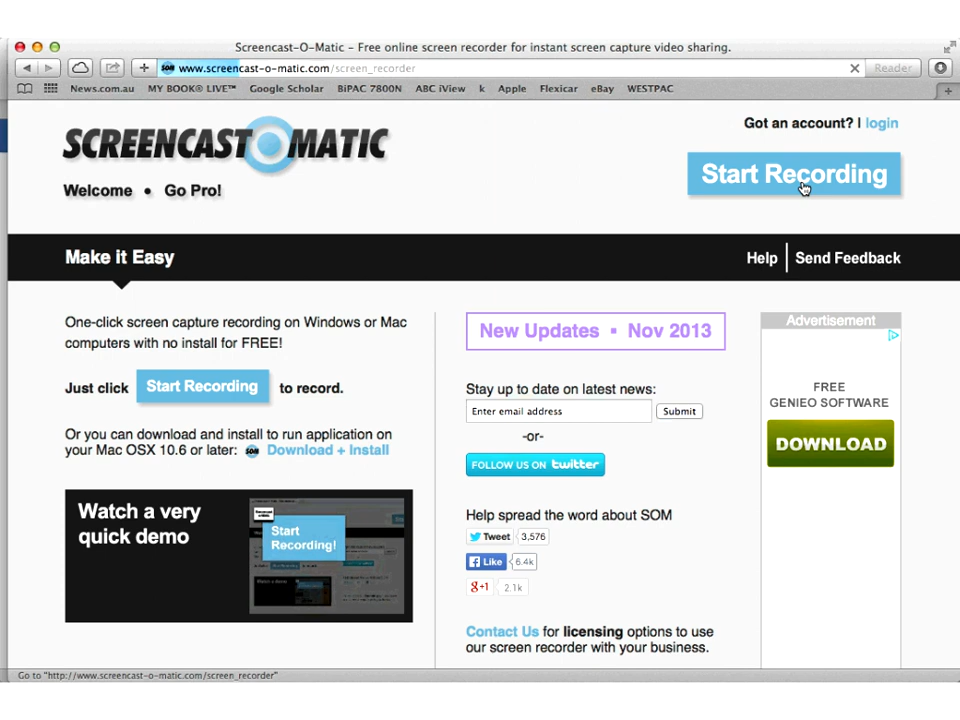 Screencast-O-Matic - Free online screen recorder for instant screen capture video sharing.
www.screencast-o-matic.com/screen_recorder
Reader
News.com.au MY BOOK® LIVE™ Google Scholar BiPAC 7800N ABC iView k Apple Flexicar eBay WESTPAC
SCREENCAST O MATIC
Got an account? | login
Start Recording
Welcome • Go Pro!
Make it Easy
Help | Send Feedback
One-click screen capture recording on Windows or Mac
computers with no install for FREE!
Just click Start Recording to record.
Or you can download and install to run application on
your Mac OSX 10.6 or later: SOM Download + Install
Watch a very
quick demo
Start
Recording!
New Updates ▪ Nov 2013
Stay up to date on latest news:
Enter email address Submit
-or-
FOLLOW US ON twitter
Help spread the word about SOM
Tweet 3,576
Like 6.4k
g+1 2.1k
Contact Us for licensing options to use
our screen recorder with your business.
Advertisement
FREE
GENIEO SOFTWARE
DOWNLOAD
Go to "http://www.screencast-o-matic.com/screen_recorder"